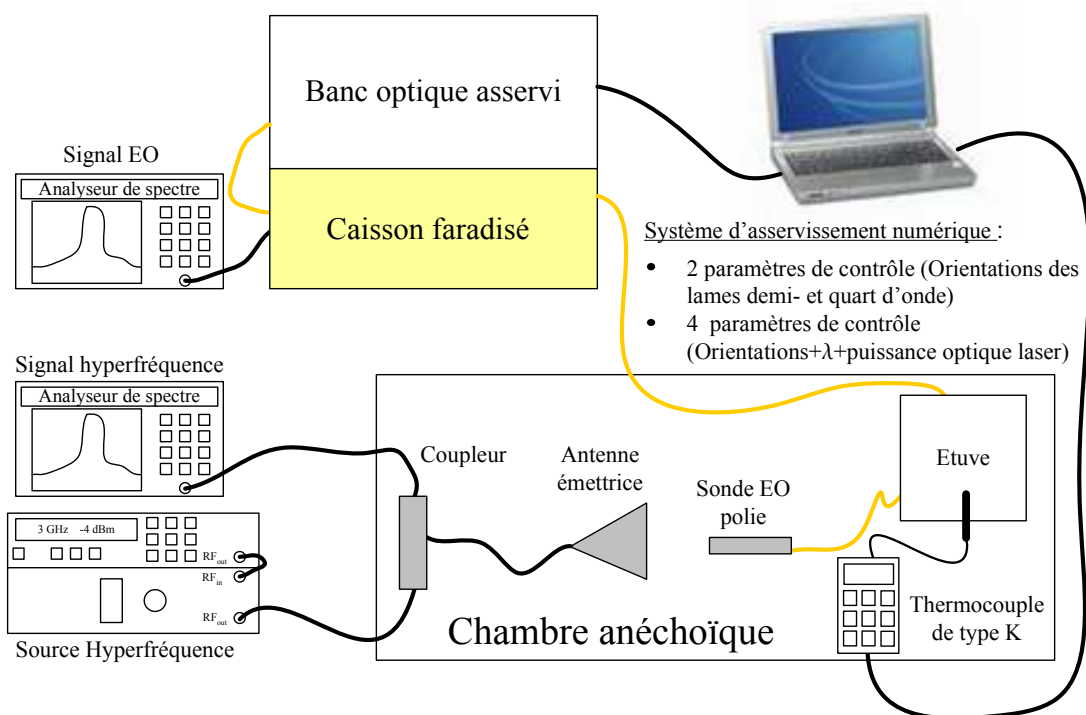 Banc optique asservi
Signal EO
Analyseur de spectre
Caisson faradisé
Système d'asservissement numérique :
• 2 paramètres de contrôle (Orientations des
lames demi- et quart d'onde)
• 4 paramètres de contrôle
(Orientations+λ+puissance optique laser)
Signal hyperfréquence
Analyseur de spectre
Coupleur
Antenne
émettrice
Sonde EO
polie
Etuve
3 GHz -4 dBm
RFout
RFin
RFout
Source Hyperfréquence
Chambre anéchoïque
Thermocouple
de type K